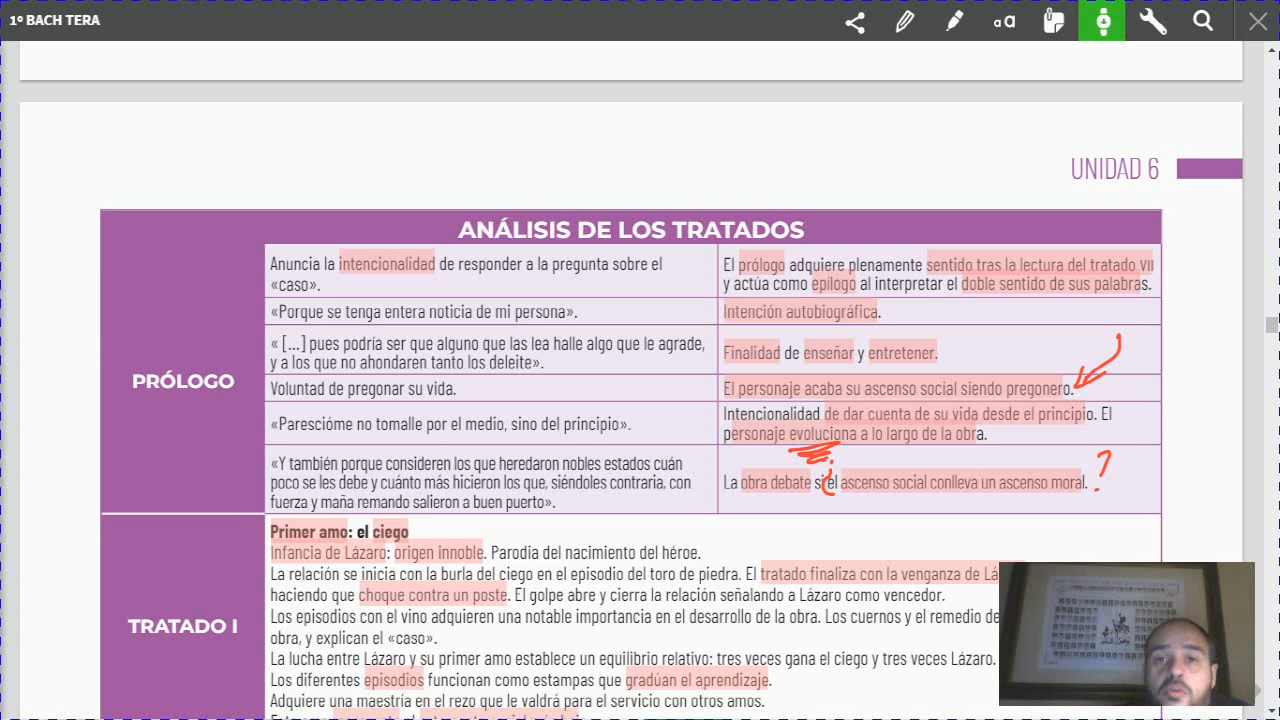 1º BACH TERA
a a
UNIDAD 6
ANÁLISIS DE LOS TRATADOS
PRÓLOGO
Anuncia la intencionalidad de responder a la pregunta sobre el
«caso».
El prólogo adquiere plenamente sentido tras la lectura del tratado VII
y actúa como epílogo al interpretar el doble sentido de sus palabras.
«Porque se tenga entera noticia de mi persona».
Intención autobiográfica.
« [...] pues podría ser que alguno que las lea halle algo que le agrade,
y a los que no ahondaren tanto los deleite».
Finalidad de enseñar y entretener.
Voluntad de pregonar su vida.
El personaje acaba su ascenso social siendo pregonero.
«Parescióme no tomalle por el medio, sino del principio».
Intencionalidad de dar cuenta de su vida desde el principio. El
personaje evoluciona a lo largo de la obra.
«Y también porque consideren los que heredaron nobles estados cuán
poco se les debe y cuánto más hicieron los que, siéndoles contraria, con
fuerza y maña remando salieron a buen puerto».
La obra debate si ¿el ascenso social conlleva un ascenso moral. ?
TRATADO I
Primer amo: el ciego
Infancia de Lázaro: origen innoble. Parodia del nacimiento del héroe.
La relación se inicia con la burla del ciego en el episodio del toro de piedra. El tratado finaliza con la venganza de
haciendo que choque contra un poste. El golpe abre y cierra la relación señalando a Lázaro como vencedor.
Los episodios con el vino adquieren una notable importancia en el desarrollo de la obra. Los cuernos y el remedio de
obra, y explican el «caso».
La lucha entre Lázaro y su primer amo establece un equilibrio relativo: tres veces gana el ciego y tres veces Lázaro.
Los diferentes episodios funcionan como estampas que gradúan el aprendizaje.
Adquiere una maestría en el rezo que le valdrá para el servicio con otros amos.